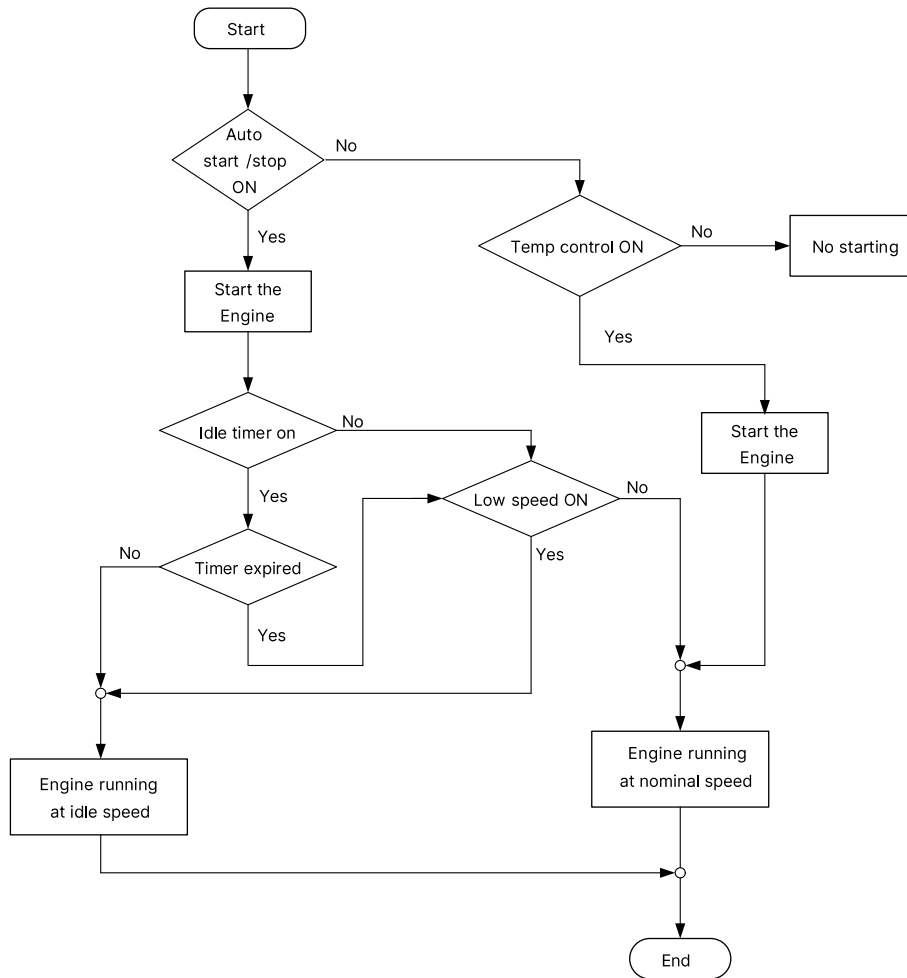 Start
Auto
start /stop
ON
No
Yes
Temp control ON
No
No starting
Start the
Engine
Yes
Idle timer on
No
Start the
Engine
Yes
Low speed ON
No
No
Timer expired
Yes
Yes
Engine running
at nominal speed
Engine running
at idle speed
End